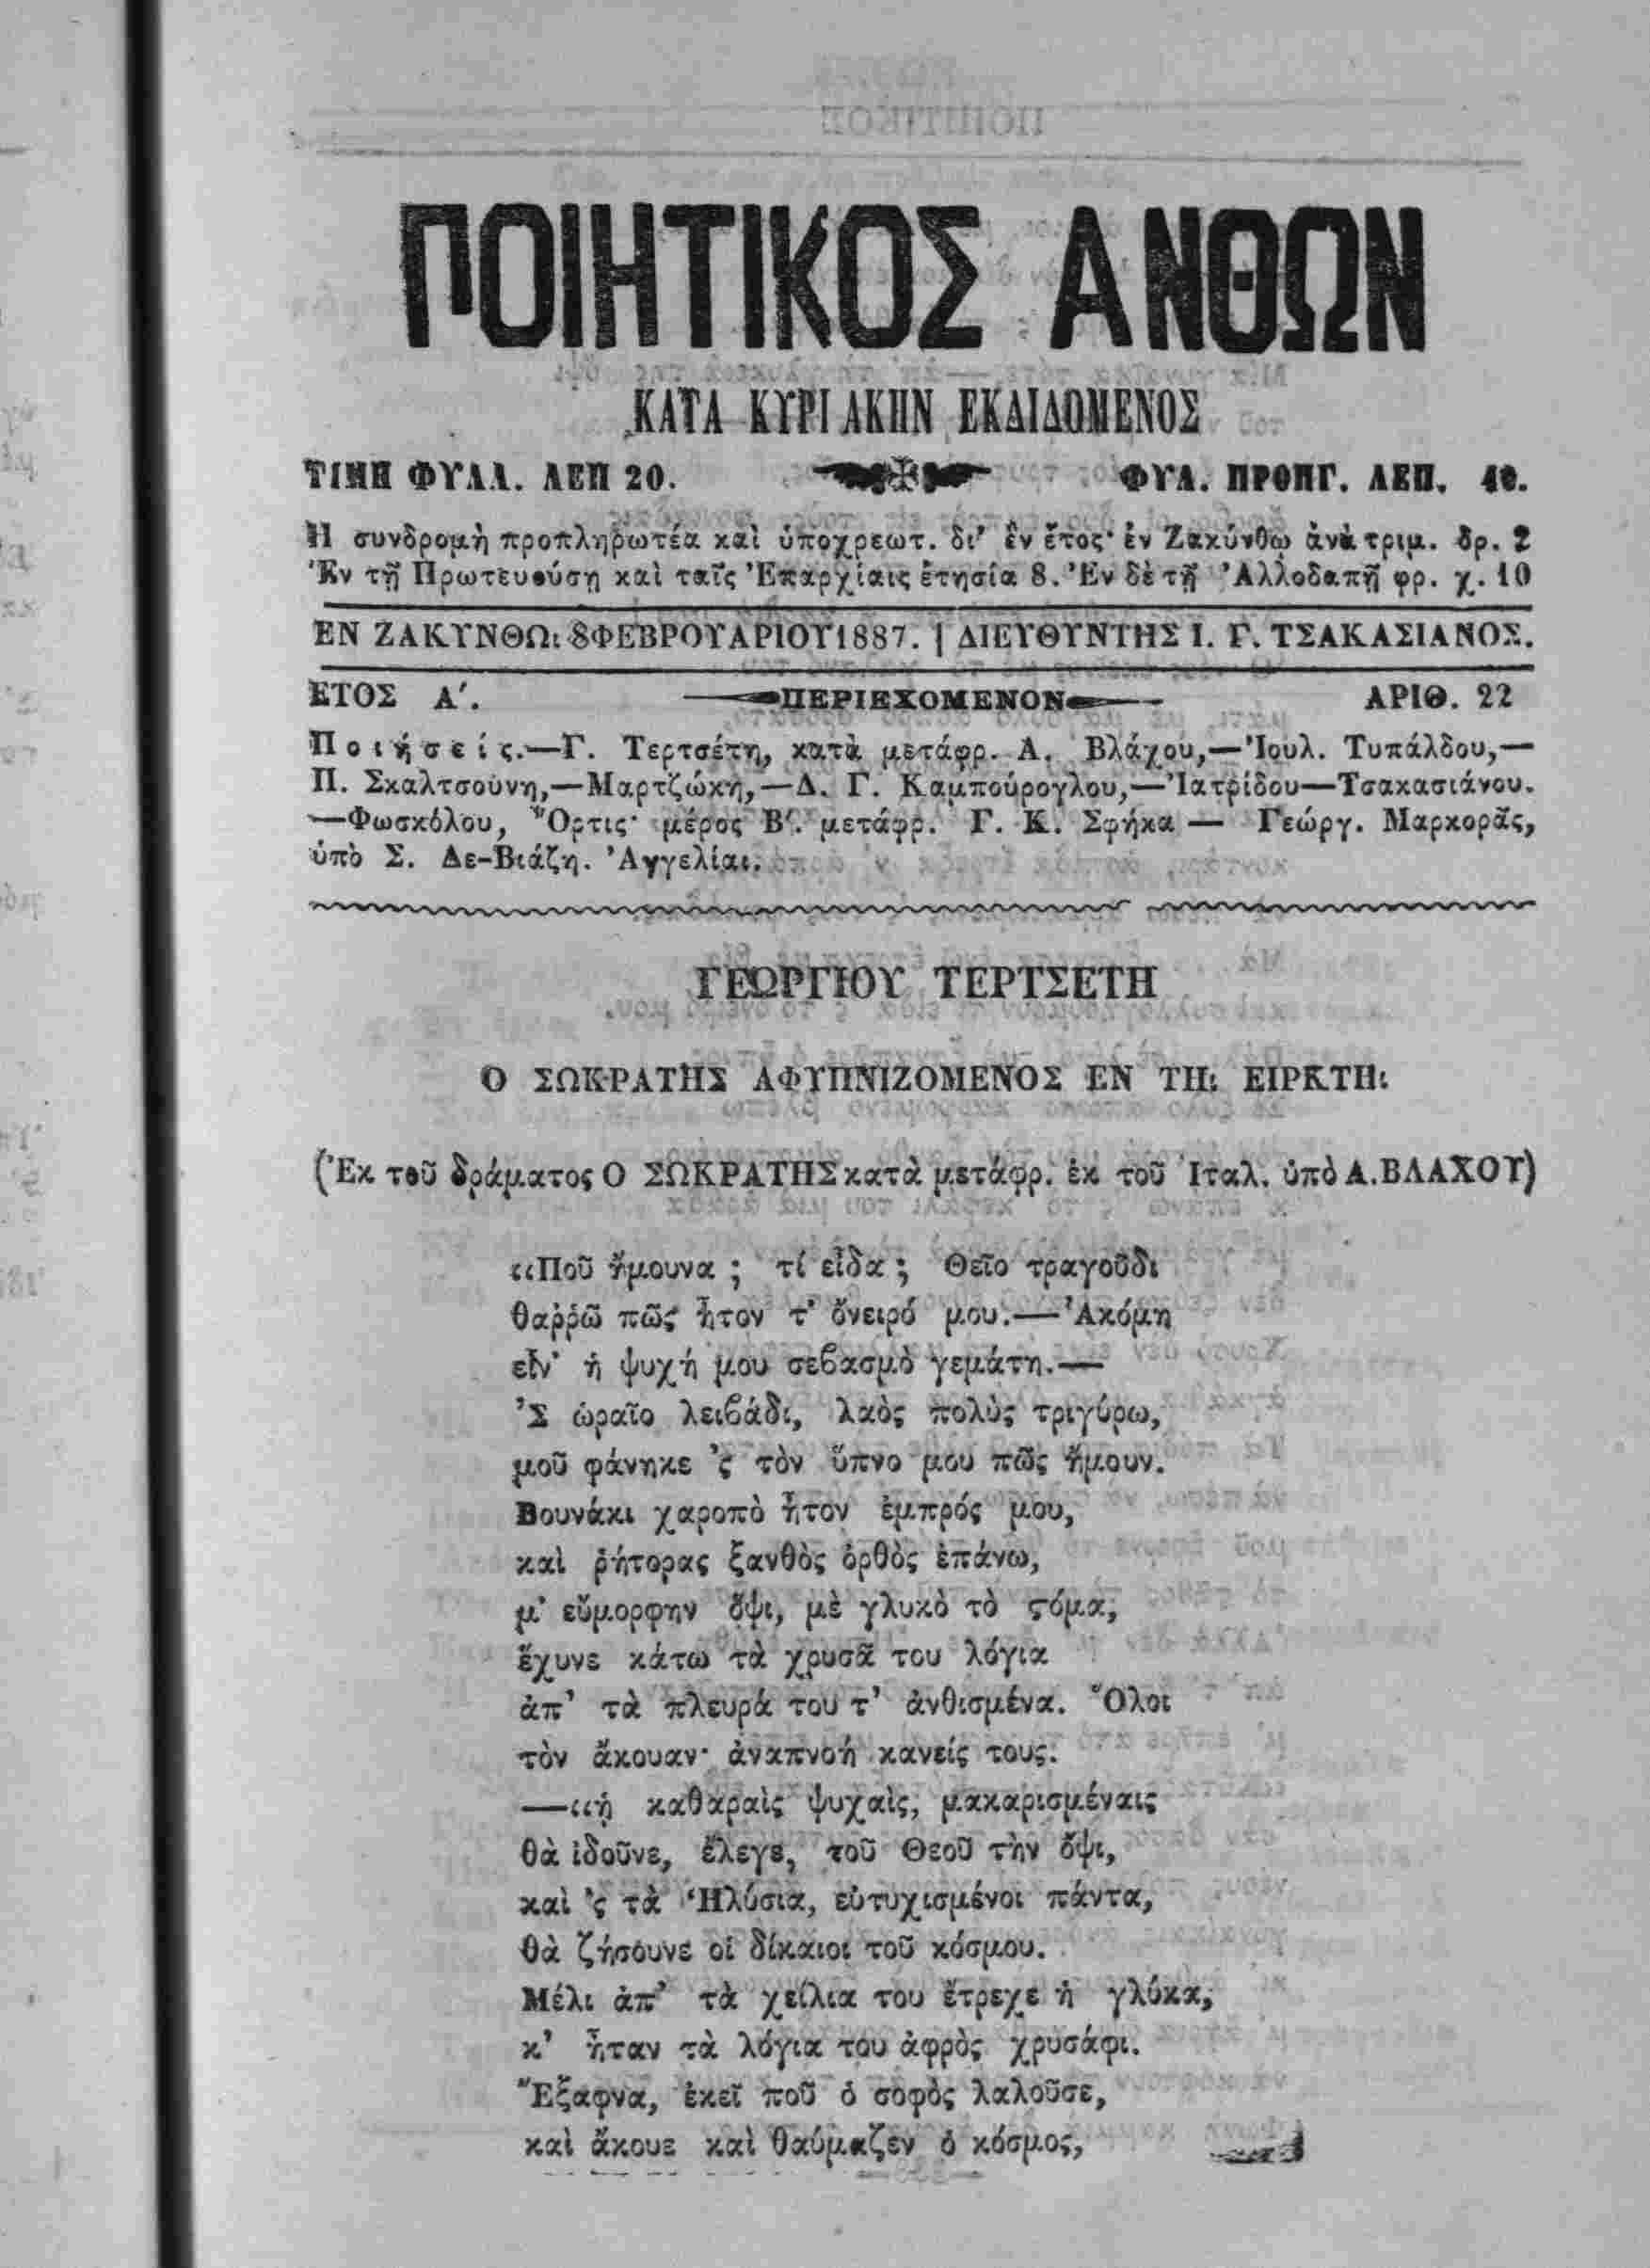 ΠΟΙΗΤΙΚΟΣ ΑΝΘΩΝ
ΚΑΤΑ ΚΥΡΙΑΚΗΝ ΕΚΔΙΔΟΜΕΝΟΣ
ΤΙΜΗ ΦΥΛΛ. ΛΕΠ 20. ΦΥΛ. ΠΡΟΗΓ. ΛΕΠ. 40.
Η συνδρομὴ προπληρωτέα καὶ ὑποχρεωτ. δι' ἓν ἔτος· ἐν Ζακύνθῳ ἀνὰ τριμ. δρ. 2
Ἐν τῇ Πρωτευούσῃ καὶ ταῖς Ἐπαρχίαις ἐτησία 8. Ἐν δὲ τῇ Ἀλλοδαπῇ φρ. χ. 10
ΕΝ ΖΑΚΥΝΘΩι 8 ΦΕΒΡΟΥΑΡΙΟΥ 1887. | ΔΙΕΥΘΥΝΤΗΣ Ι. Γ. ΤΣΑΚΑΣΙΑΝΟΣ.
ΕΤΟΣ Α΄. ΠΕΡΙΕΧΟΜΕΝΟΝ ΑΡΙΘ. 22
Ποιήσεις.—Γ. Τερτσέτη, κατὰ μετάφρ. Α. Βλάχου,—Ἰουλ. Τυπάλδου,—
Π. Σκαλτσούνη,—Μαρτζώκη,—Δ. Γ. Καμπούρογλου,—Ἰατρίδου—Τσακασιάνου.
—Φωσκόλου, Ὄρτις· μέρος Β΄. μετάφρ. Γ. Κ. Σφήκα — Γεώργ. Μαρκορᾶς,
ὑπὸ Σ. Δε-Βιάζη. Ἀγγελίαι.
ΓΕΩΡΓΙΟΥ ΤΕΡΤΣΕΤΗ
Ο ΣΩΚΡΑΤΗΣ ΑΦΥΠΝΙΖΟΜΕΝΟΣ ΕΝ ΤΗι ΕΙΡΚΤΗι
(Ἐκ τοῦ δράματος Ο ΣΩΚΡΑΤΗΣ κατὰ μετάφρ. ἐκ τοῦ Ἰταλ. ὑπὸ Α. ΒΛΑΧΟΥ)
«Ποῦ ἤμουνα ; τί εἶδα ; Θεῖο τραγοῦδι
θαῤῥῶ πῶς ἦτον τ' ὄνειρό μου.—Ἀκόμη
εἶν' ἡ ψυχή μου σεβασμὸ γεμάτη.—
'Σ ὡραῖο λειβάδι, λαὸς πολὺς τριγύρω,
μοῦ φάνηκε 'ς τὸν ὕπνο μου πῶς ἤμουν.
Βουνάκι χαροπὸ ἦτον ἐμπρός μου,
καὶ ῥήτορας ξανθὸς ὀρθὸς ἐπάνω,
μ' εὔμορφην ὄψι, μὲ γλυκὸ τὸ στόμα,
ἔχυνε κάτω τὰ χρυσᾶ του λόγια
ἀπ' τὰ πλευρά του τ' ἀνθισμένα. Ὅλοι
τὸν ἄκουαν· ἀναπνοή κανείς τους.
—«ἡ καθαραὶς ψυχαὶς, μακαρισμέναις
θὰ ἰδοῦνε, ἔλεγε, τοῦ Θεοῦ τὴν ὄψι,
καὶ 'ς τὰ Ἠλύσια, εὐτυχισμένοι πάντα,
θὰ ζήσουνε οἱ δίκαιοι τοῦ κόσμου.
Μέλι ἀπ' τὰ χείλια του ἔτρεχε ἡ γλύκα,
κ' ἦταν τὰ λόγια του ἀφρὸς χρυσάφι.
Ἔξαφνα, ἐκεῖ ποῦ ὁ σοφὸς λαλοῦσε,
καὶ ἄκουε καὶ θαύμαζεν ὁ κόσμος,